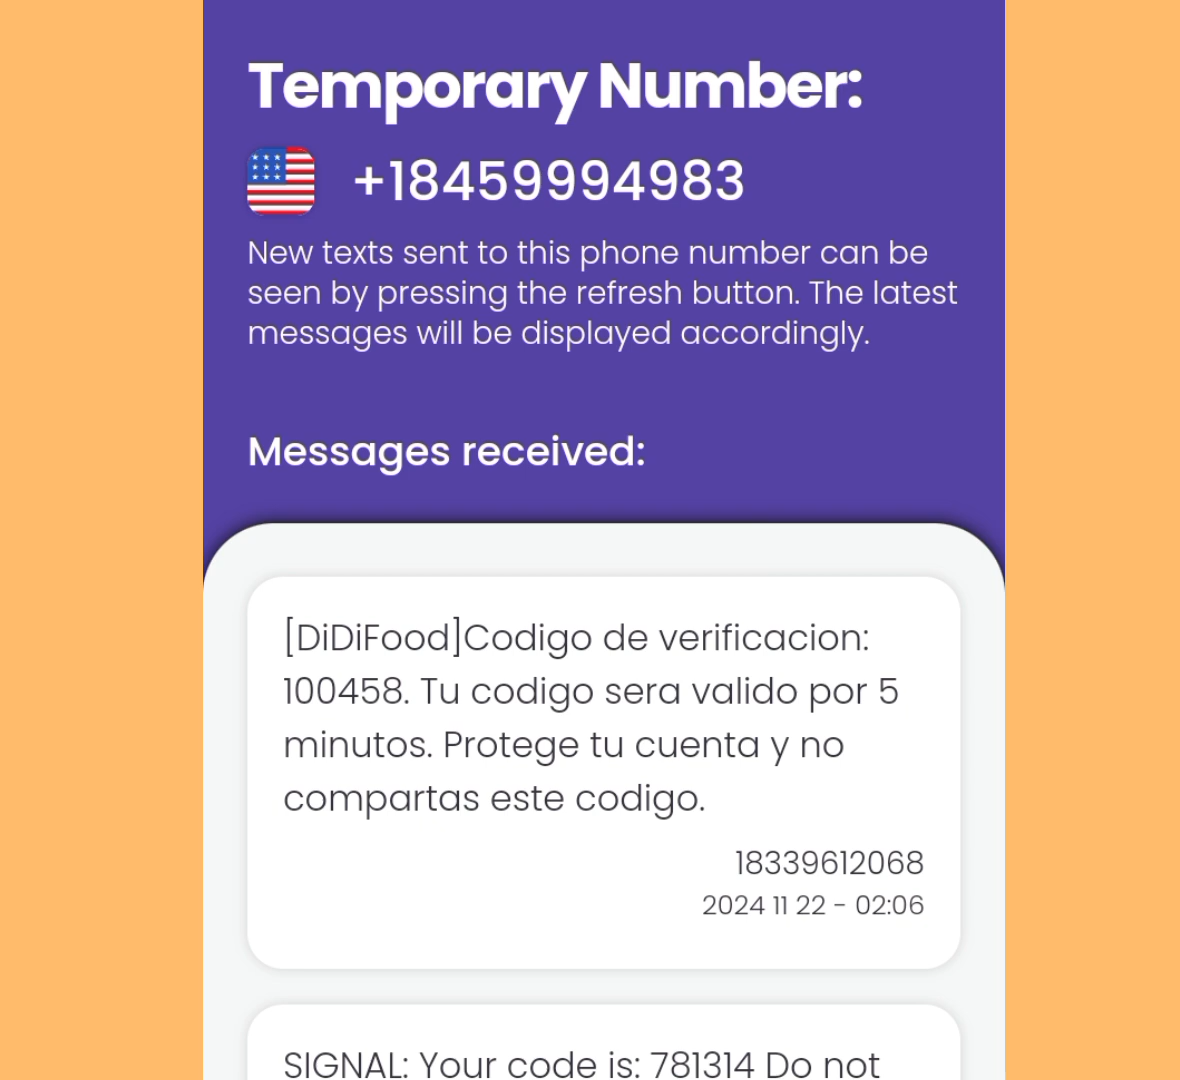 Temporary Number:
+18459994983
New texts sent to this phone number can be
seen by pressing the refresh button. The latest
messages will be displayed accordingly.
Messages received:
[DiDiFood]Codigo de verificacion:
100458. Tu codigo sera valido por 5
minutos. Protege tu cuenta y no
compartas este codigo.
18339612068
2024 11 22 - 02:06
SIGNAL: Your code is: 781314 Do not